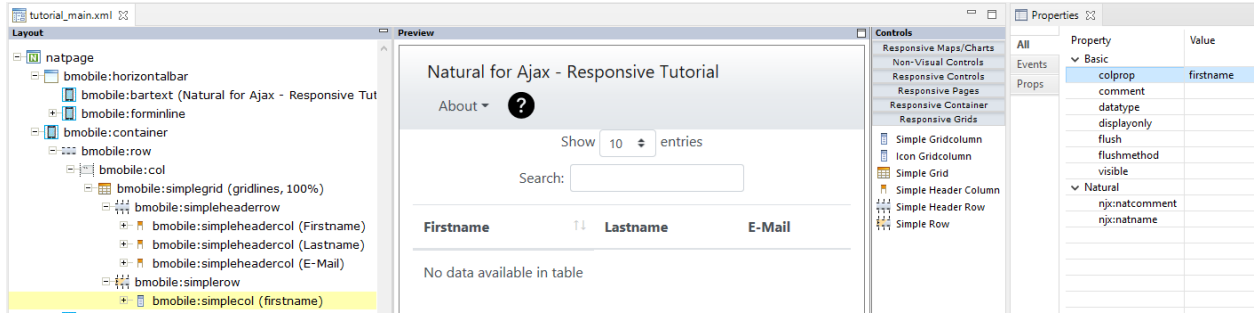 tutorial_main.xml
Layout
natpage
bmobile:horizontalbar
bmobile:bartext (Natural for Ajax - Responsive Tut
bmobile:forminline
bmobile:container
bmobile:row
bmobile:col
bmobile:simplegrid (gridlines, 100%)
bmobile:simpleheaderrow
bmobile:simpleheadercol (Firstname)
bmobile:simpleheadercol (Lastname)
bmobile:simpleheadercol (E-Mail)
bmobile:simplerow
bmobile:simplecol (firstname)
Preview
Natural for Ajax - Responsive Tutorial
About ?
Show 10 entries
Search:
Firstname Lastname E-Mail
No data available in table
Controls
Responsive Maps/Charts
Non-Visual Controls
Responsive Controls
Responsive Pages
Responsive Container
Responsive Grids
Simple Gridcolumn
Icon Gridcolumn
Simple Grid
Simple Header Column
Simple Header Row
Simple Row
Properties
All
Events
Props
Property Value
Basic
colprop firstname
comment
datatype
displayonly
flush
flushmethod
visible
Natural
njx:natcomment
njx:natname